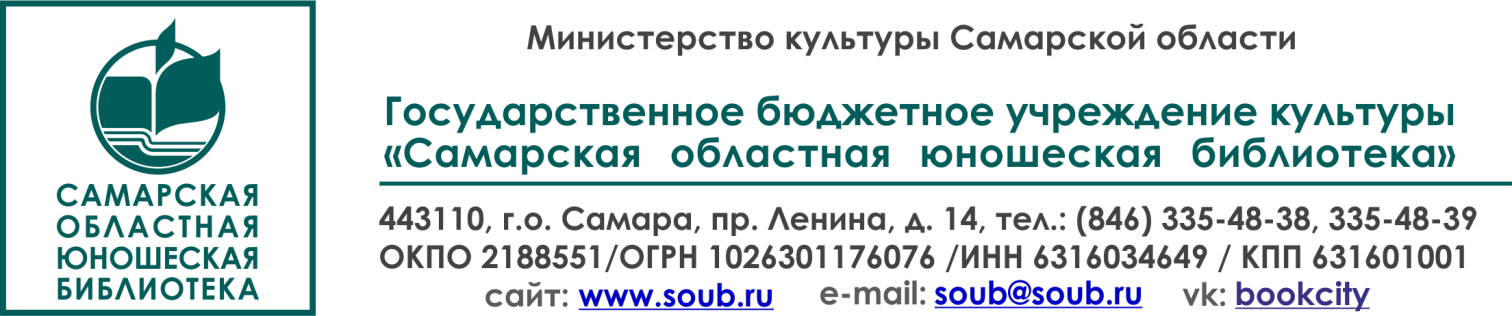 САМАРСКАЯ
ОБЛАСТНАЯ
ЮНОШЕСКАЯ
БИБЛИОТЕКА
Министерство культуры Самарской области
Государственное бюджетное учреждение культуры
«Самарская областная юношеская библиотека»
443110, г.о. Самара, пр. Ленина, д. 14, тел.: (846) 335-48-38, 335-48-39
ОКПО 2188551/ОГРН 1026301176076 /ИНН 6316034649 / КПП 631601001
сайт: www.soub.ru e-mail: soub@soub.ru vk: bookcity